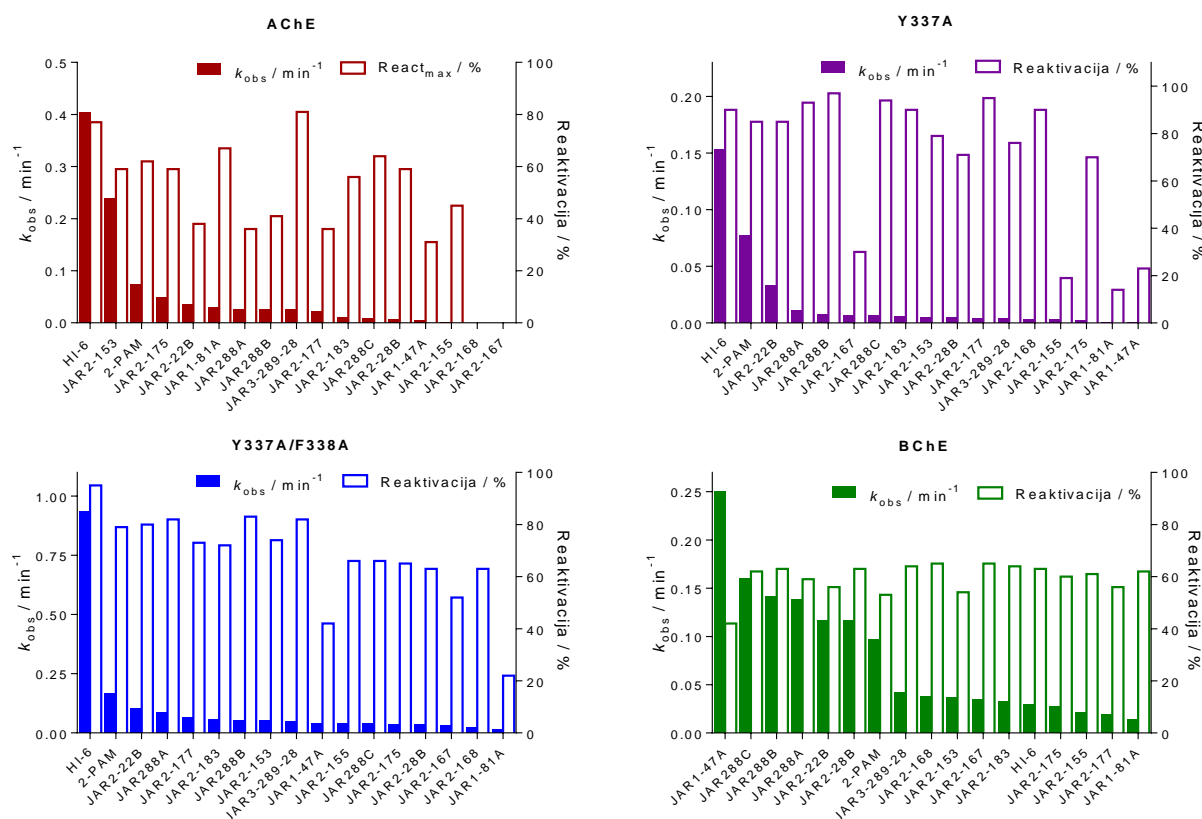 AChE
k_obs / min⁻¹ React_max / %
0.5
0.4
0.3
0.2
0.1
0.0
k_obs / min⁻¹
100
80
60
40
20
0
Reaktivacija / %
HI-6
JAR2-153
2-PAM
JAR2-175
JAR2-22B
JAR1-81A
JAR288A
JAR288B
JAR3-289-28
JAR2-177
JAR2-183
JAR288C
JAR2-28B
JAR1-47A
JAR2-155
JAR2-168
JAR2-167
Y337A
k_obs / min⁻¹ Reaktivacija / %
0.20
0.15
0.10
0.05
0.00
k_obs / min⁻¹
100
80
60
40
20
0
Reaktivacija / %
HI-6
2-PAM
JAR2-22B
JAR288A
JAR288B
JAR2-167
JAR288C
JAR2-183
JAR2-153
JAR2-28B
JAR2-177
JAR3-289-28
JAR2-168
JAR2-155
JAR2-175
JAR1-81A
JAR1-47A
Y337A/F338A
k_obs / min⁻¹ Reaktivacija / %
1.00
0.75
0.50
0.25
0.00
k_obs / min⁻¹
100
80
60
40
20
0
Reaktivacija / %
HI-6
2-PAM
JAR2-22B
JAR288A
JAR2-177
JAR2-183
JAR288B
JAR2-153
JAR3-289-28
JAR1-47A
JAR2-155
JAR288C
JAR2-175
JAR2-28B
JAR2-167
JAR2-168
JAR1-81A
BChE
k_obs / min⁻¹ Reaktivacija / %
0.25
0.20
0.15
0.10
0.05
0.00
k_obs / min⁻¹
100
80
60
40
20
0
Reaktivacija / %
JAR1-47A
JAR288C
JAR288B
JAR288A
JAR2-22B
JAR2-28B
2-PAM
JAR3-289-28
JAR2-168
JAR2-153
JAR2-167
JAR2-183
HI-6
JAR2-175
JAR2-155
JAR2-177
JAR1-81A